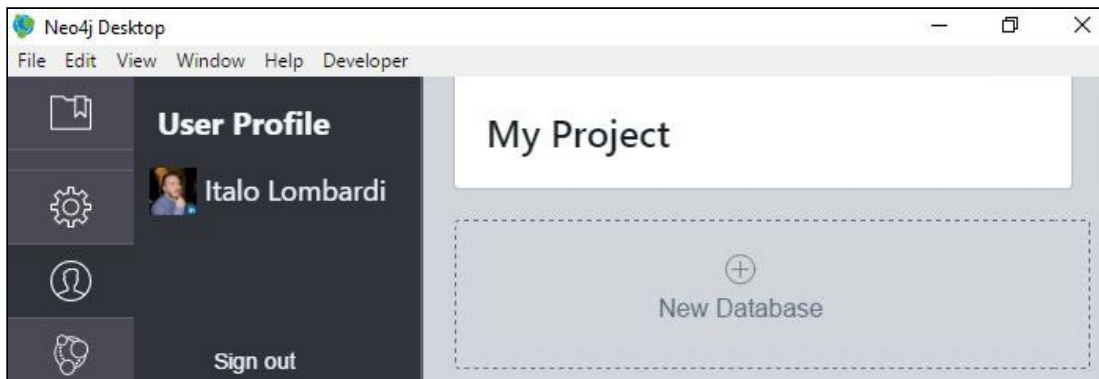 Neo4j Desktop
File Edit View Window Help Developer
User Profile
Italo Lombardi
Sign out
My Project
New Database